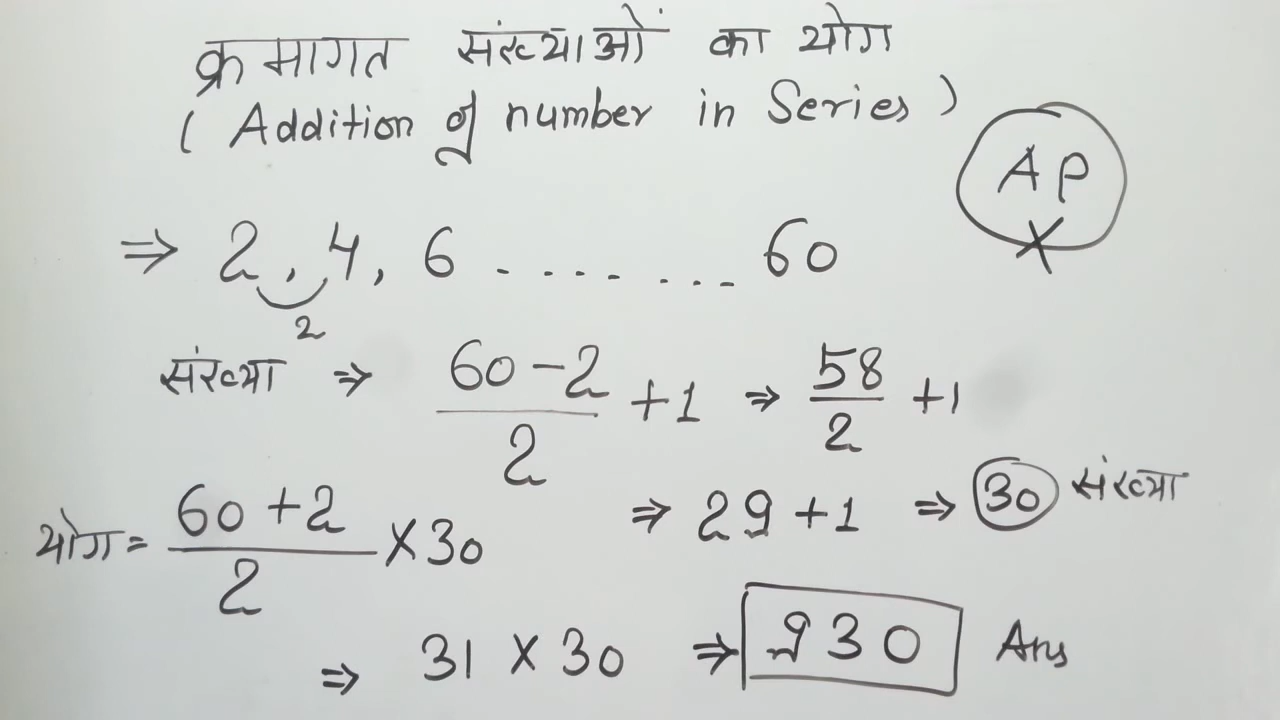 क्रमागत संख्याओं का योग
(Addition of number in Series)
AP
X
⇒ 2, 4, 6 ........ 60
2
संख्या ⇒ 60-2/2 +1 ⇒ 58/2 +1
⇒ 29+1 ⇒ 30 संख्या
योग = 60+2/2 ×30
⇒ 31 × 30 ⇒ 930 Ans